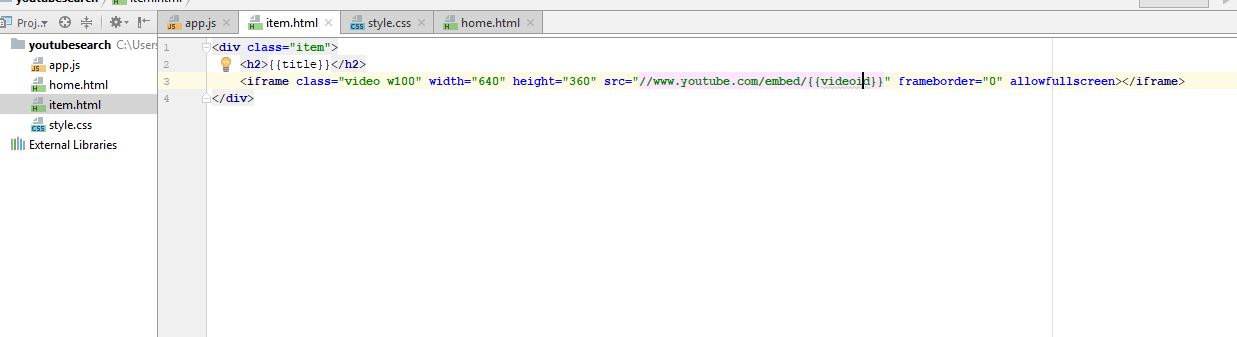 youtubesearch
Proj..
app.js
item.html
style.css
home.html
youtubesearch C:\Users
app.js
home.html
item.html
style.css
External Libraries
1 <div class="item">
2 <h2>{{title}}</h2>
3 <iframe class="video w100" width="640" height="360" src="//www.youtube.com/embed/{{videoid}}" frameborder="0" allowfullscreen></iframe>
4 </div>